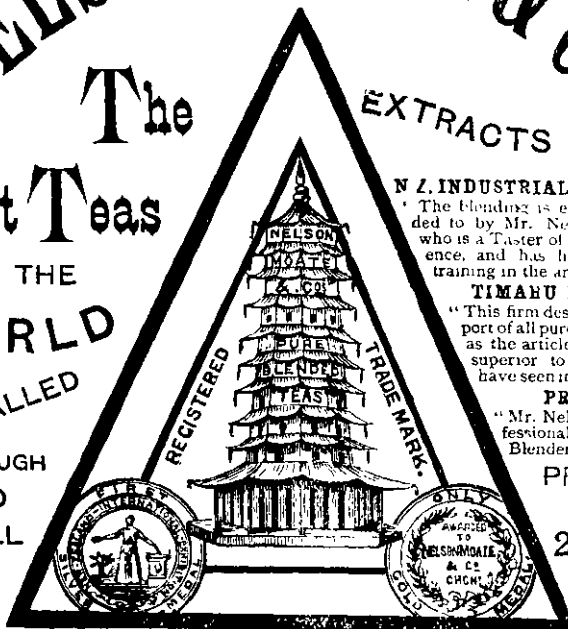 The
t Teas
THE
RLD
ALLED
UGH
EXTRACTS
N Z. INDUSTRIAL
" The blending is e
ded to by Mr. Ne
who is a Taster of
ence, and has h
training in the ar
TIMARU
" This firm des
port of all pure
as the article
superior to
have seen i
PR
" Mr. Nel
fessional
Blender
PR
2
NELSON
MOATE
& CO
PURE
BLENDED
TEAS
REGISTERED
TRADE MARK.
FIRST
SILVER
MEDAL
ONLY
GOLD
MEDAL
AWARDED
TO
NELSON MOATE
& Co
CHCH